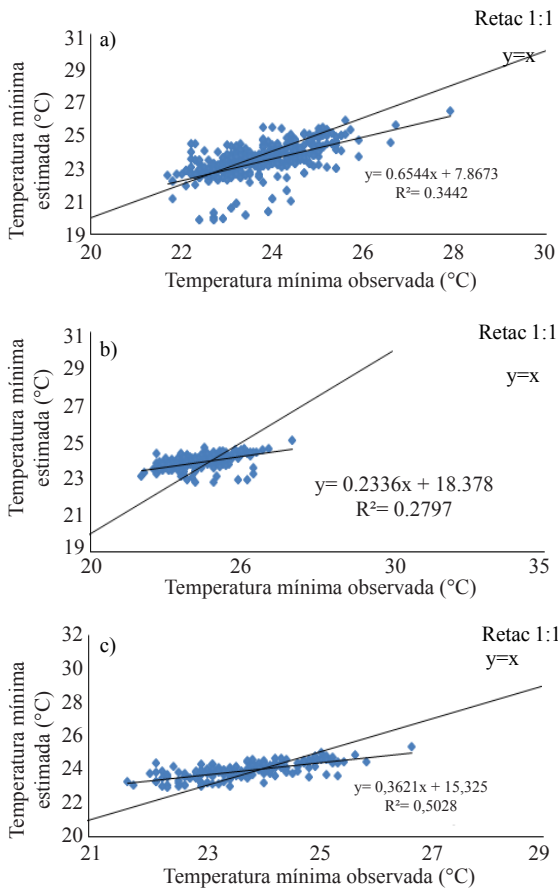 Retac 1:1
y=x
a)
31
29
27
25
23
21
19
Temperatura mínima
estimada (°C)
y= 0.6544x + 7.8673
R²= 0.3442
20 22 24 26 28 30
Temperatura mínima observada (°C)
Retac 1:1
y=x
b)
31
29
27
25
23
21
19
Temperatura mínima
estimada (°C)
y= 0.2336x + 18.378
R²= 0.2797
20 26 30 35
Temperatura mínima observada (°C)
Retac 1:1
y=x
c)
32
30
28
26
24
22
20
Temperatura mínima
estimada (°C)
y= 0,3621x + 15,325
R²= 0,5028
21 23 25 27 29
Temperatura mínima observada (°C)